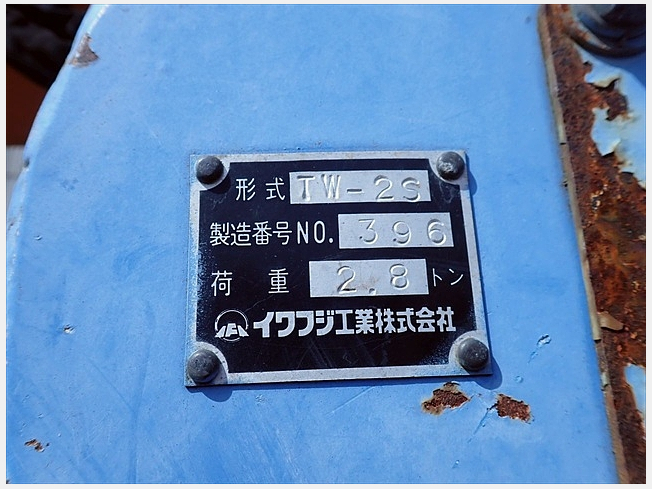 形式 TW-2S
製造番号NO. 396
荷重 2.8トン
イワフジ工業株式会社